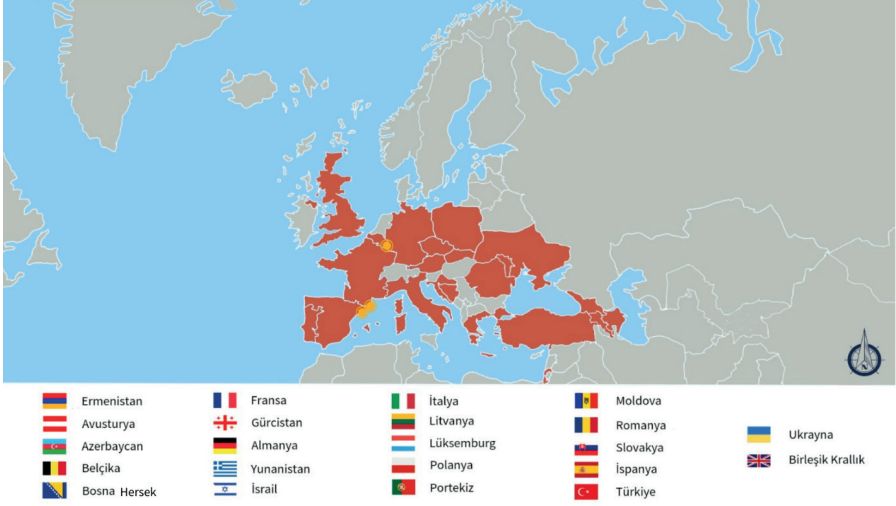 Ermenistan
Avusturya
Azerbaycan
Belçika
Bosna Hersek
Fransa
Gürcistan
Almanya
Yunanistan
İsrail
İtalya
Litvanya
Lüksemburg
Polanya
Portekiz
Moldova
Romanya
Slovakya
İspanya
Türkiye
Ukrayna
Birleşik Krallık